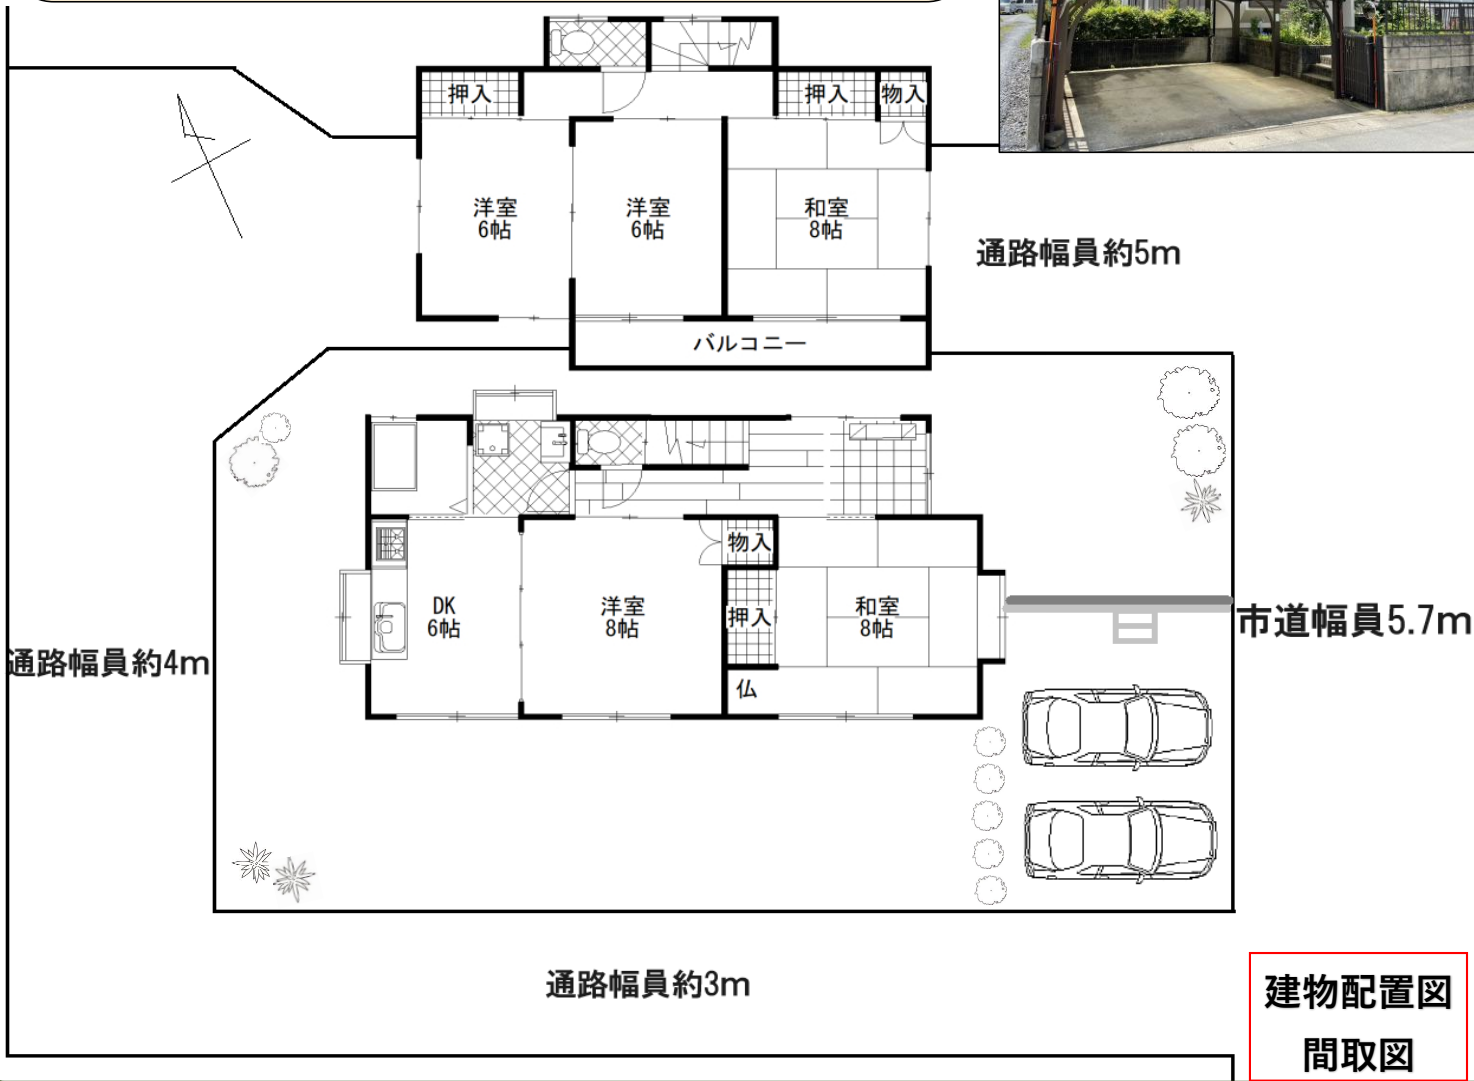 押入
押入
物入
洋室
6帖
洋室
6帖
和室
8帖
通路幅員約5m
バルコニー
物入
DK
6帖
洋室
8帖
押入
和室
8帖
市道幅員5.7m
通路幅員約4m
仏
通路幅員約3m
建物配置図
間取図